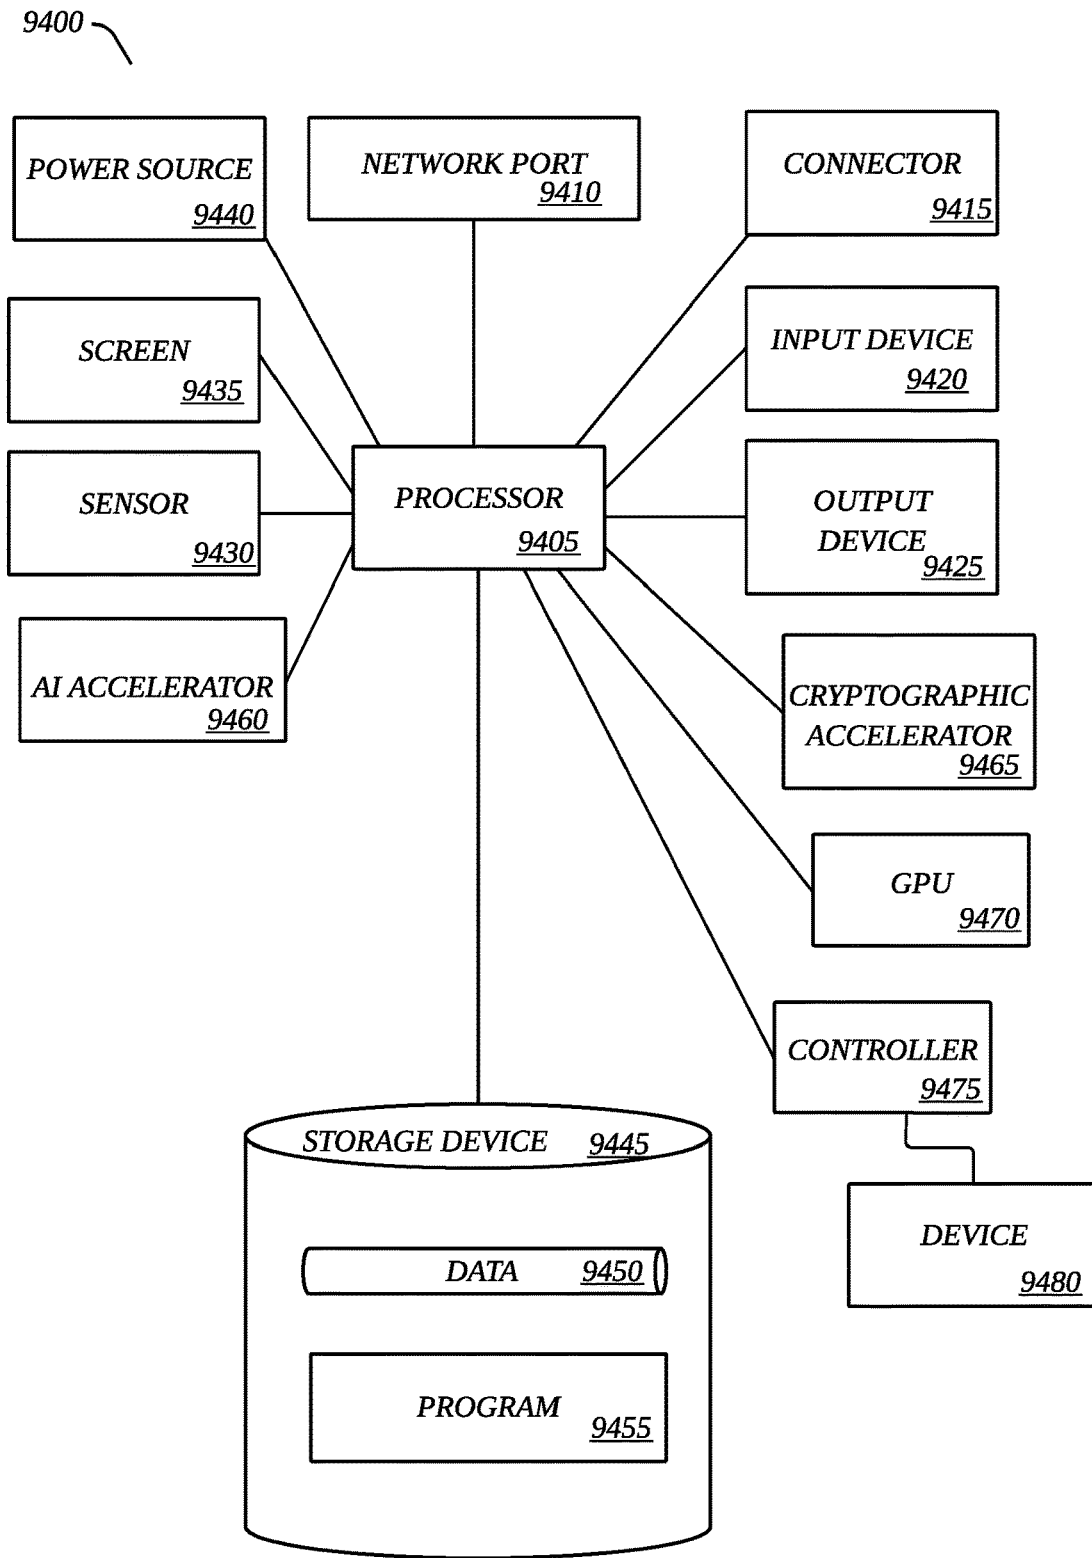 9400
POWER SOURCE
9440
NETWORK PORT
9410
CONNECTOR
9415
SCREEN
9435
INPUT DEVICE
9420
SENSOR
9430
PROCESSOR
9405
OUTPUT
DEVICE
9425
AI ACCELERATOR
9460
CRYPTOGRAPHIC
ACCELERATOR
9465
GPU
9470
CONTROLLER
9475
STORAGE DEVICE 9445
DEVICE
9480
DATA 9450
PROGRAM
9455